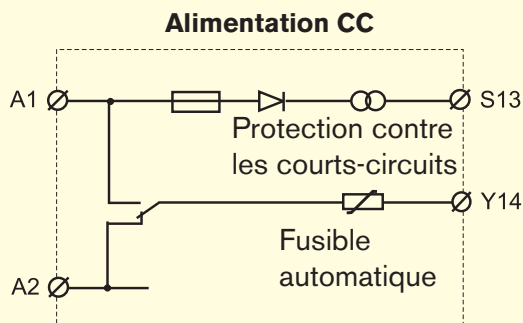 Alimentation CC
A1
S13
Protection contre
les courts-circuits
Y14
Fusible
automatique
A2